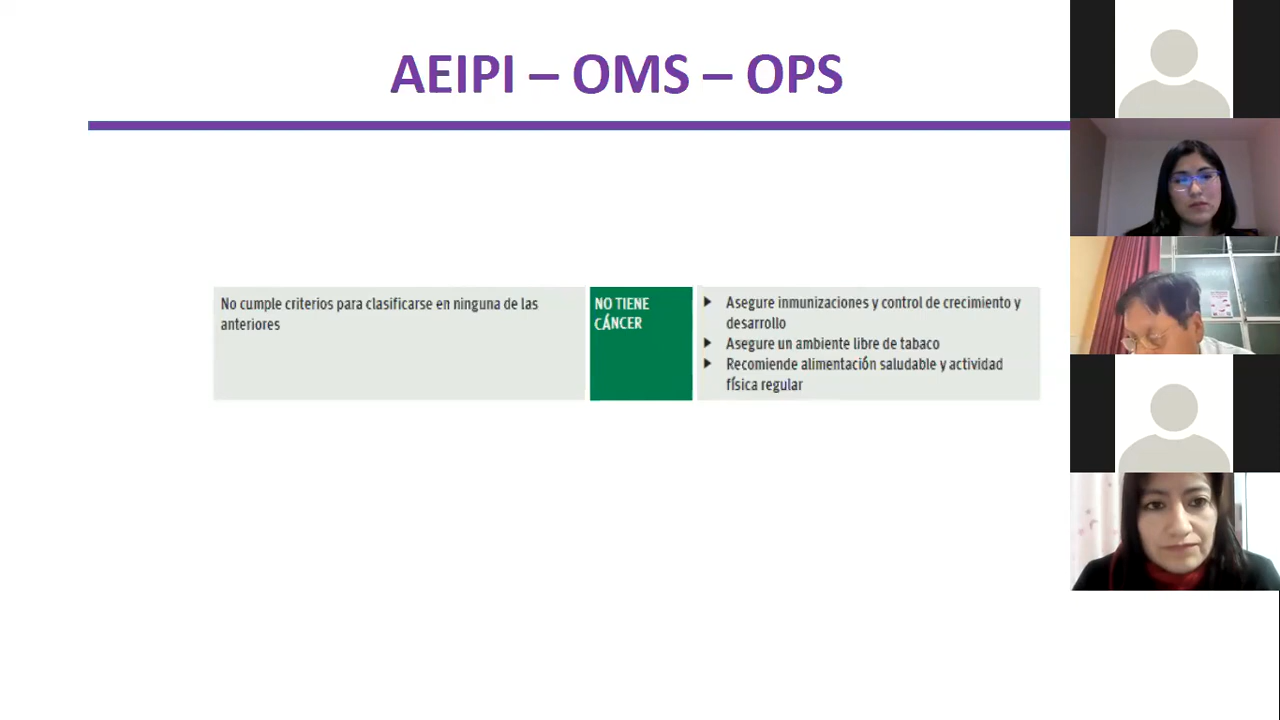 AEIPI – OMS – OPS
No cumple criterios para clasificarse en ninguna de las
anteriores
NO TIENE
CÁNCER
Asegure inmunizaciones y control de crecimiento y
desarrollo
Asegure un ambiente libre de tabaco
Recomiende alimentación saludable y actividad
física regular